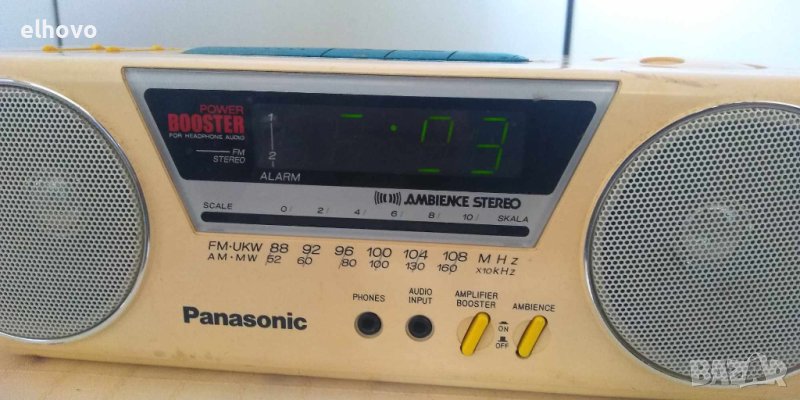 elhovo
POWER
BOOSTER
FOR HEADPHONE AUDIO
FM
STEREO
1
2
ALARM
03
AMBIENCE STEREO
SCALE 0/ 2/ 4/ 6/ 8/ 10/ SKALA
FM·UKW 88 92 96 100 104 108 MHz
AM·MW 52 60 80 100 130 160 x10kHz
PHONES
AUDIO
INPUT
AMPLIFIER
BOOSTER
AMBIENCE
ON
OFF
Panasonic
BAZAR